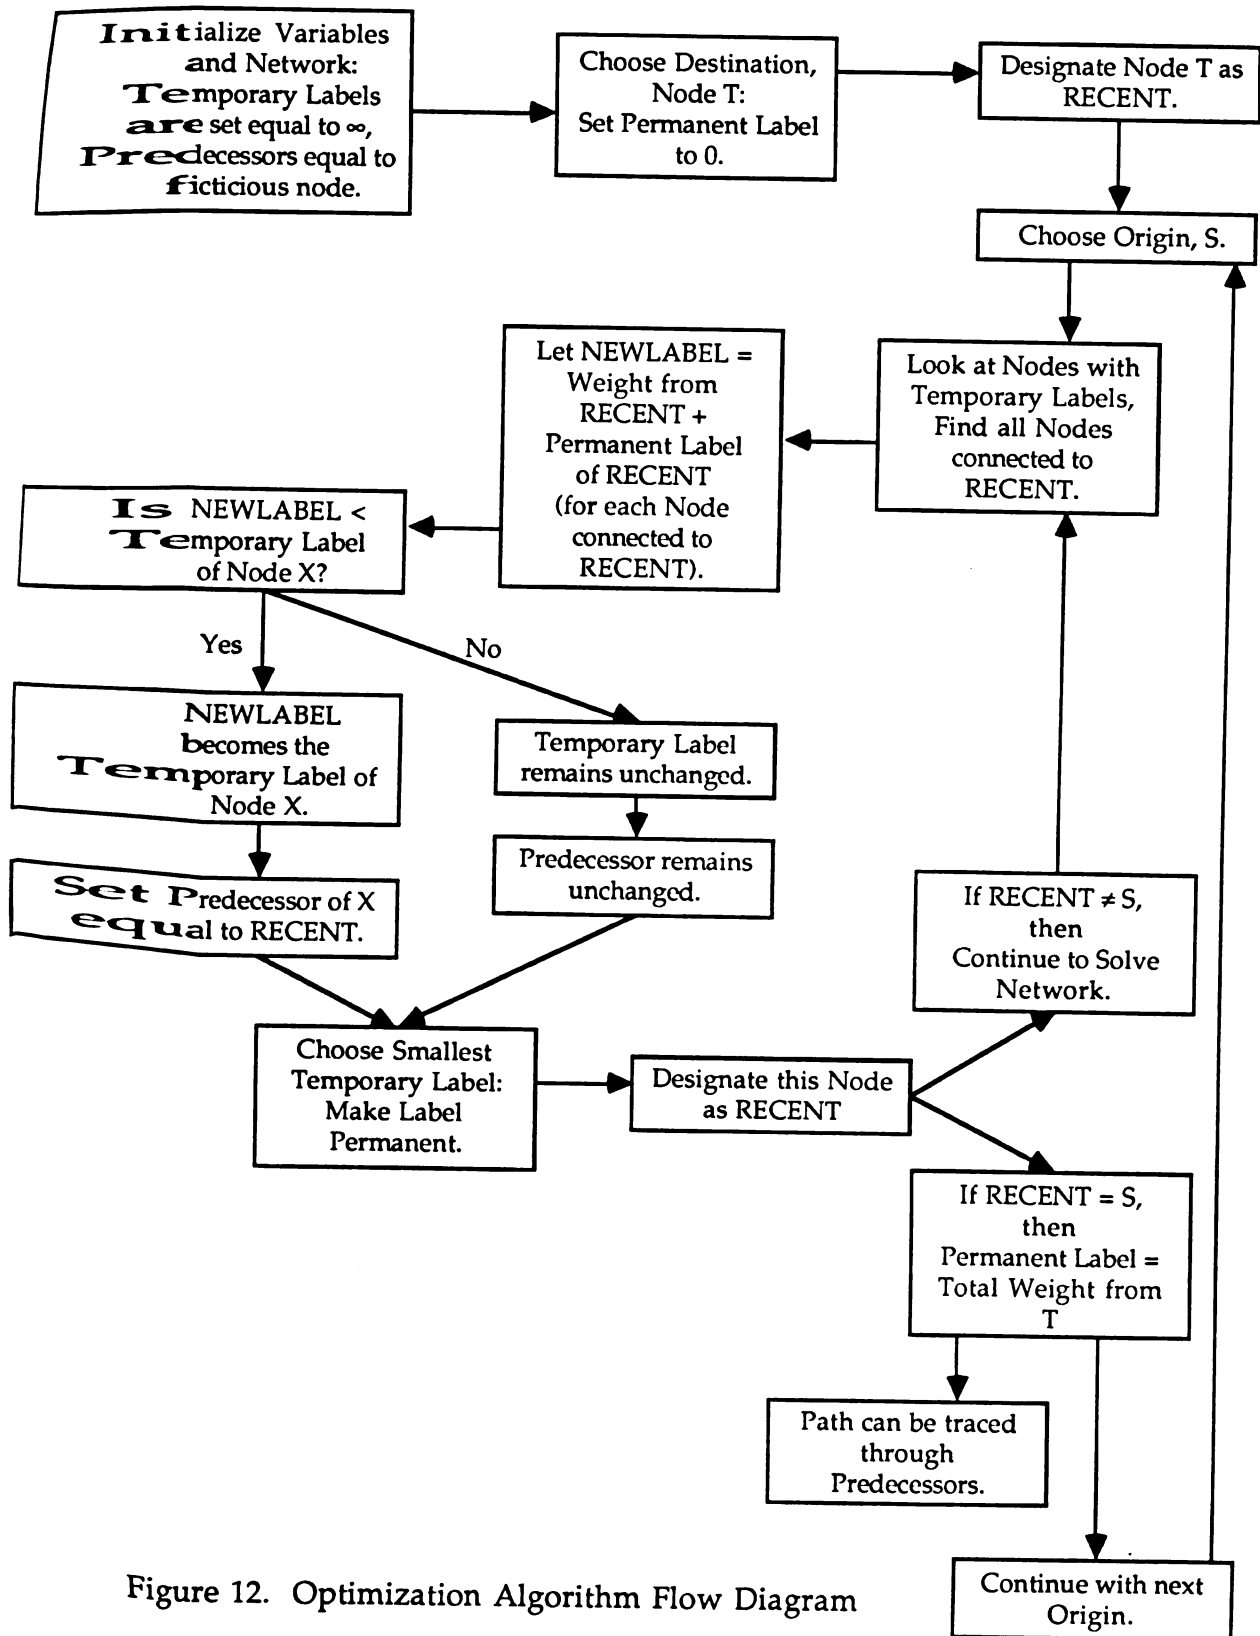 Initialize Variables
and Network:
Temporary Labels
are set equal to ∞,
Predecessors equal to
ficticious node.
Choose Destination,
Node T:
Set Permanent Label
to 0.
Designate Node T as
RECENT.
Choose Origin, S.
Look at Nodes with
Temporary Labels,
Find all Nodes
connected to
RECENT.
Let NEWLABEL =
Weight from
RECENT +
Permanent Label
of RECENT
(for each Node
connected to
RECENT).
Is NEWLABEL <
Temporary Label
of Node X?
Yes
No
NEWLABEL
becomes the
Temporary Label of
Node X.
Temporary Label
remains unchanged.
Set Predecessor of X
equal to RECENT.
Predecessor remains
unchanged.
Choose Smallest
Temporary Label:
Make Label
Permanent.
Designate this Node
as RECENT
If RECENT ≠ S,
then
Continue to Solve
Network.
If RECENT = S,
then
Permanent Label =
Total Weight from
T
Path can be traced
through
Predecessors.
Continue with next
Origin.
Figure 12. Optimization Algorithm Flow Diagram